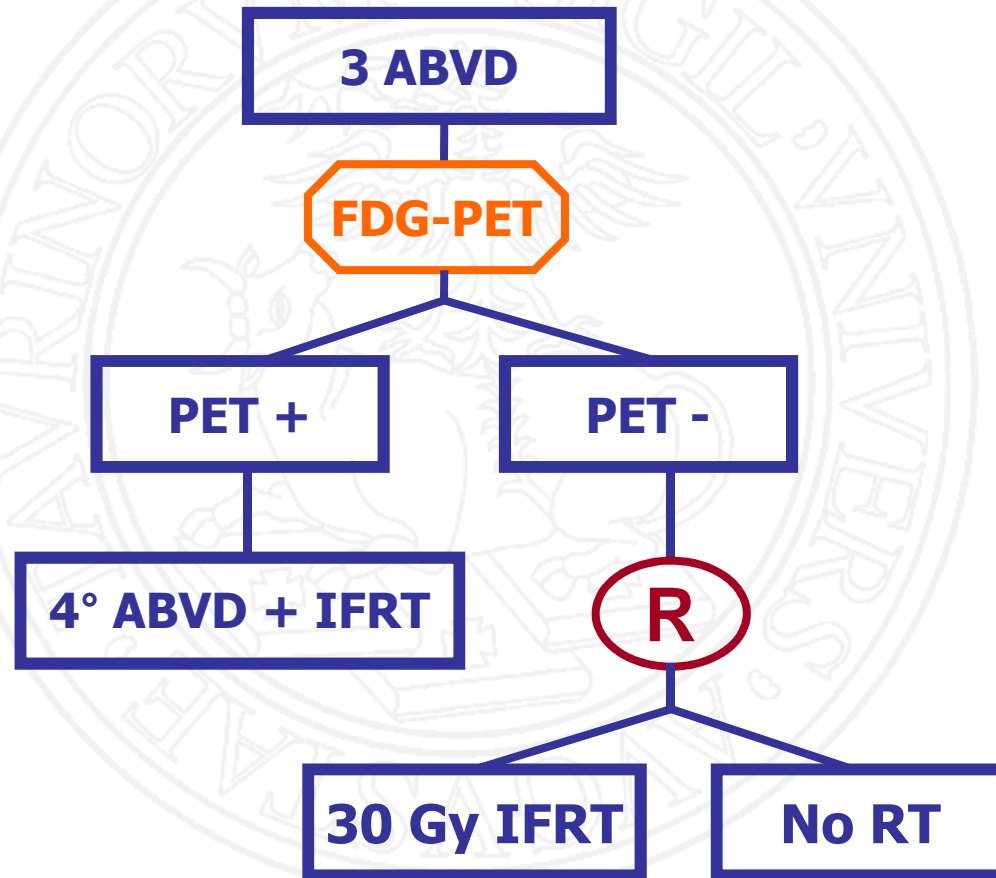 3 ABVD
FDG-PET
PET +
PET -
4° ABVD + IFRT
R
30 Gy IFRT
No RT